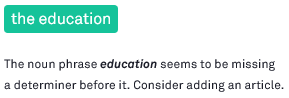 the education
The noun phrase education seems to be missing
a determiner before it. Consider adding an article.